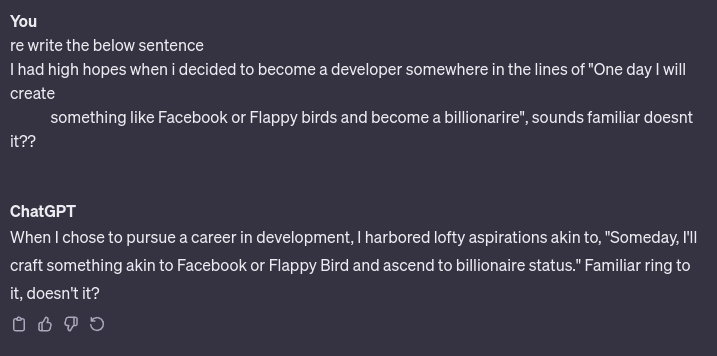 You
re write the below sentence
I had high hopes when i decided to become a developer somewhere in the lines of "One day I will
create
something like Facebook or Flappy birds and become a billionarire", sounds familiar doesnt
it??
ChatGPT
When I chose to pursue a career in development, I harbored lofty aspirations akin to, "Someday, I'll
craft something akin to Facebook or Flappy Bird and ascend to billionaire status." Familiar ring to
it, doesn't it?